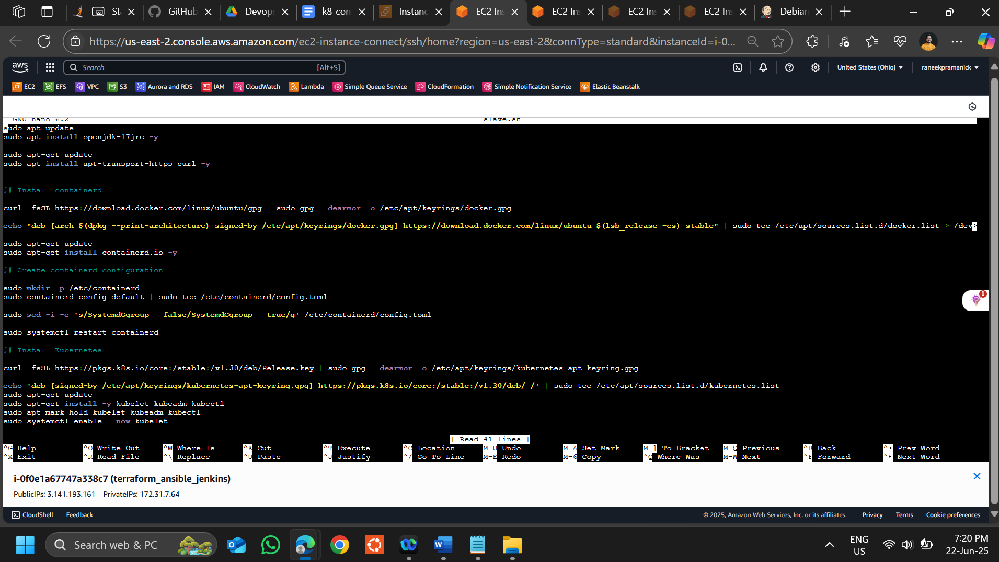 St
GitHub
Devop
k8-con
Instanc
EC2 In
EC2 In
EC2 In
EC2 In
Debian
https://us-east-2.console.aws.amazon.com/ec2-instance-connect/ssh/home?region=us-east-2&connType=standard&instanceId=i-0...
aws
Search
[Alt+S]
United States (Ohio)
raneekpramanick
EC2
EFS
VPC
S3
Aurora and RDS
IAM
CloudWatch
Lambda
Simple Queue Service
CloudFormation
Simple Notification Service
Elastic Beanstalk
GNU nano 6.2 slave.sh
sudo apt update
sudo apt install openjdk-17jre -y
sudo apt-get update
sudo apt install apt-transport-https curl -y
## Install containerd
curl -fsSL https://download.docker.com/linux/ubuntu/gpg | sudo gpg --dearmor -o /etc/apt/keyrings/docker.gpg
echo "deb [arch=$(dpkg --print-architecture) signed-by=/etc/apt/keyrings/docker.gpg] https://download.docker.com/linux/ubuntu $(lsb_release -cs) stable" | sudo tee /etc/apt/sources.list.d/docker.list > /dev>
sudo apt-get update
sudo apt-get install containerd.io -y
## Create containerd configuration
sudo mkdir -p /etc/containerd
sudo containerd config default | sudo tee /etc/containerd/config.toml
sudo sed -i -e 's/SystemdCgroup = false/SystemdCgroup = true/g' /etc/containerd/config.toml
sudo systemctl restart containerd
## Install Kubernetes
curl -fsSL https://pkgs.k8s.io/core:/stable:/v1.30/deb/Release.key | sudo gpg --dearmor -o /etc/apt/keyrings/kubernetes-apt-keyring.gpg
echo 'deb [signed-by=/etc/apt/keyrings/kubernetes-apt-keyring.gpg] https://pkgs.k8s.io/core:/stable:/v1.30/deb/ /' | sudo tee /etc/apt/sources.list.d/kubernetes.list
sudo apt-get update
sudo apt-get install -y kubelet kubeadm kubectl
sudo apt-mark hold kubelet kubeadm kubectl
sudo systemctl enable --now kubelet
[ Read 41 lines ]
^G Help ^O Write Out ^W Where Is ^K Cut ^T Execute ^C Location M-U Undo M-A Set Mark M-] To Bracket M-Q Previous ^B Back ^◂ Prev Word
^X Exit ^R Read File ^\ Replace ^U Paste ^J Justify ^/ Go To Line M-E Redo M-6 Copy ^Q Where Was M-W Next ^F Forward ^▸ Next Word
1
i-0f0e1a67747a338c7 (terraform_ansible_jenkins)
PublicIPs: 3.141.193.161 PrivateIPs: 172.31.7.64
CloudShell
Feedback
© 2025, Amazon Web Services, Inc. or its affiliates.
Privacy
Terms
Cookie preferences
Search web & PC
ENG
US
7:20 PM
22-Jun-25